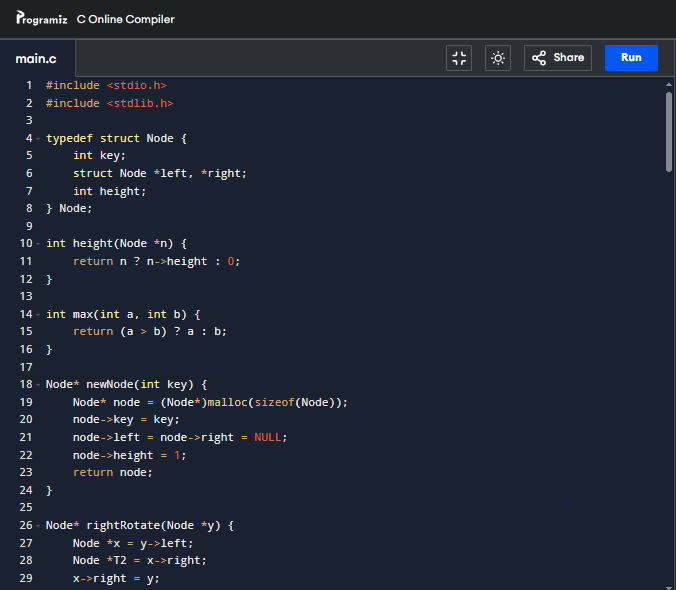 Programiz C Online Compiler
main.c Share Run
1 #include <stdio.h>
2 #include <stdlib.h>
3
4 typedef struct Node {
5     int key;
6     struct Node *left, *right;
7     int height;
8 } Node;
9
10 int height(Node *n) {
11     return n ? n->height : 0;
12 }
13
14 int max(int a, int b) {
15     return (a > b) ? a : b;
16 }
17
18 Node* newNode(int key) {
19     Node* node = (Node*)malloc(sizeof(Node));
20     node->key = key;
21     node->left = node->right = NULL;
22     node->height = 1;
23     return node;
24 }
25
26 Node* rightRotate(Node *y) {
27     Node *x = y->left;
28     Node *T2 = x->right;
29     x->right = y;